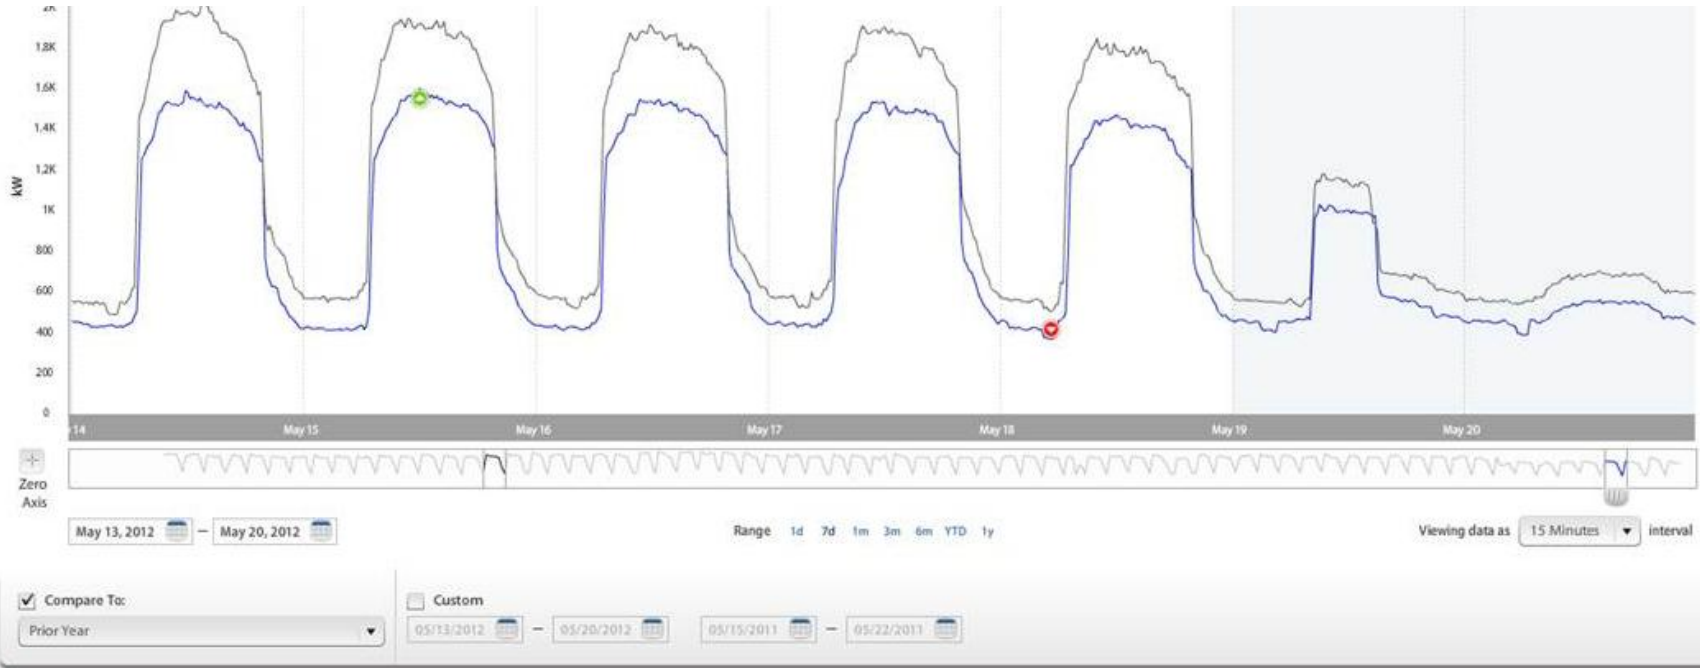 2K
1.8K
1.6K
1.4K
1.2K
1K
800
600
400
200
0
kW
14 May 15 May 16 May 17 May 18 May 19 May 20
Zero
Axis
May 13, 2012 – May 20, 2012
Range 1d 7d 1m 3m 6m YTD 1y
Viewing data as 15 Minutes interval
Compare To:
Prior Year
Custom
05/13/2012 – 05/20/2012 05/15/2011 – 05/22/2011